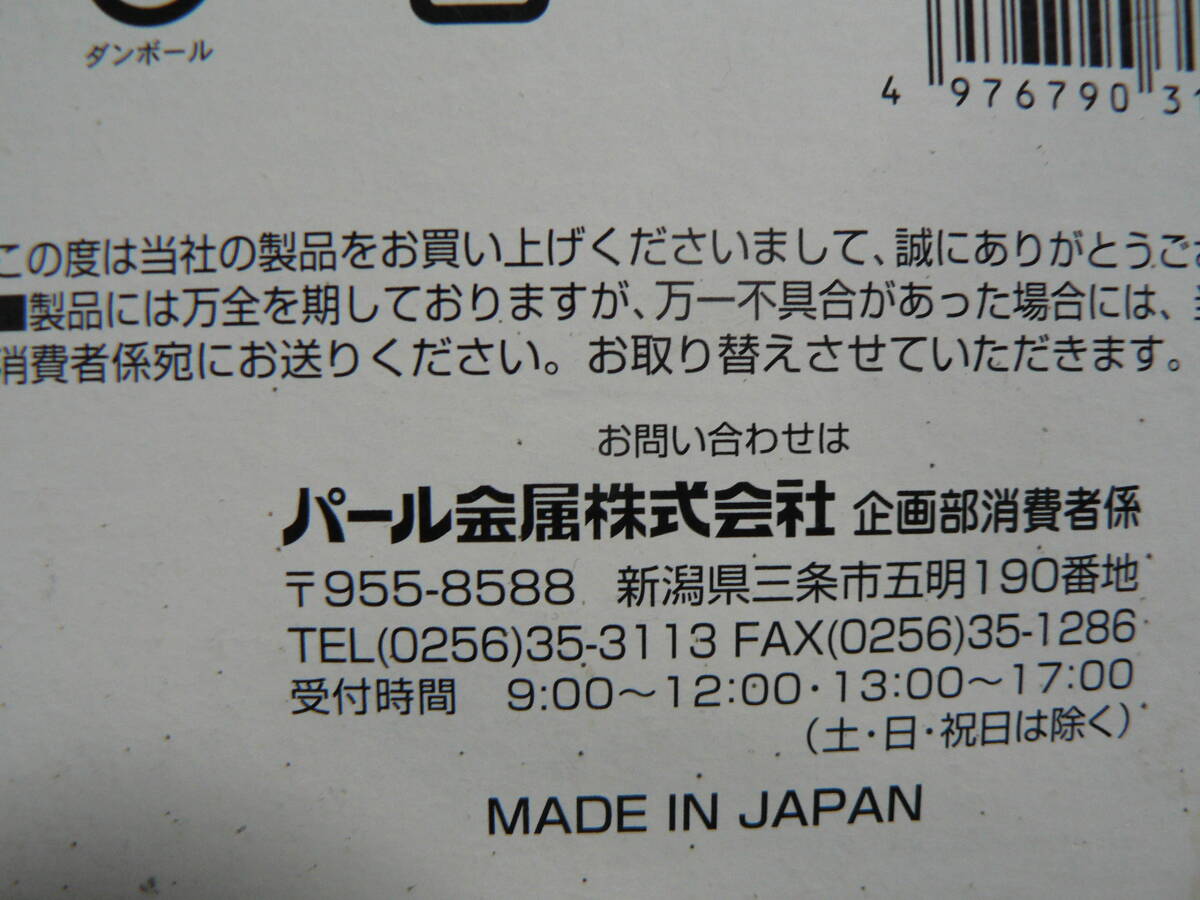 ダンボール
4 976790 31
この度は当社の製品をお買い上げくださいまして、誠にありがとうご
■製品には万全を期しておりますが、万一不具合があった場合には、
消費者係宛にお送りください。お取り替えさせていただきます。
お問い合わせは
パール金属株式会社 企画部消費者係
〒955-8588 新潟県三条市五明190番地
TEL(0256)35-3113 FAX(0256)35-1286
受付時間 9:00～12:00・13:00～17:00
(土・日・祝日は除く)
MADE IN JAPAN